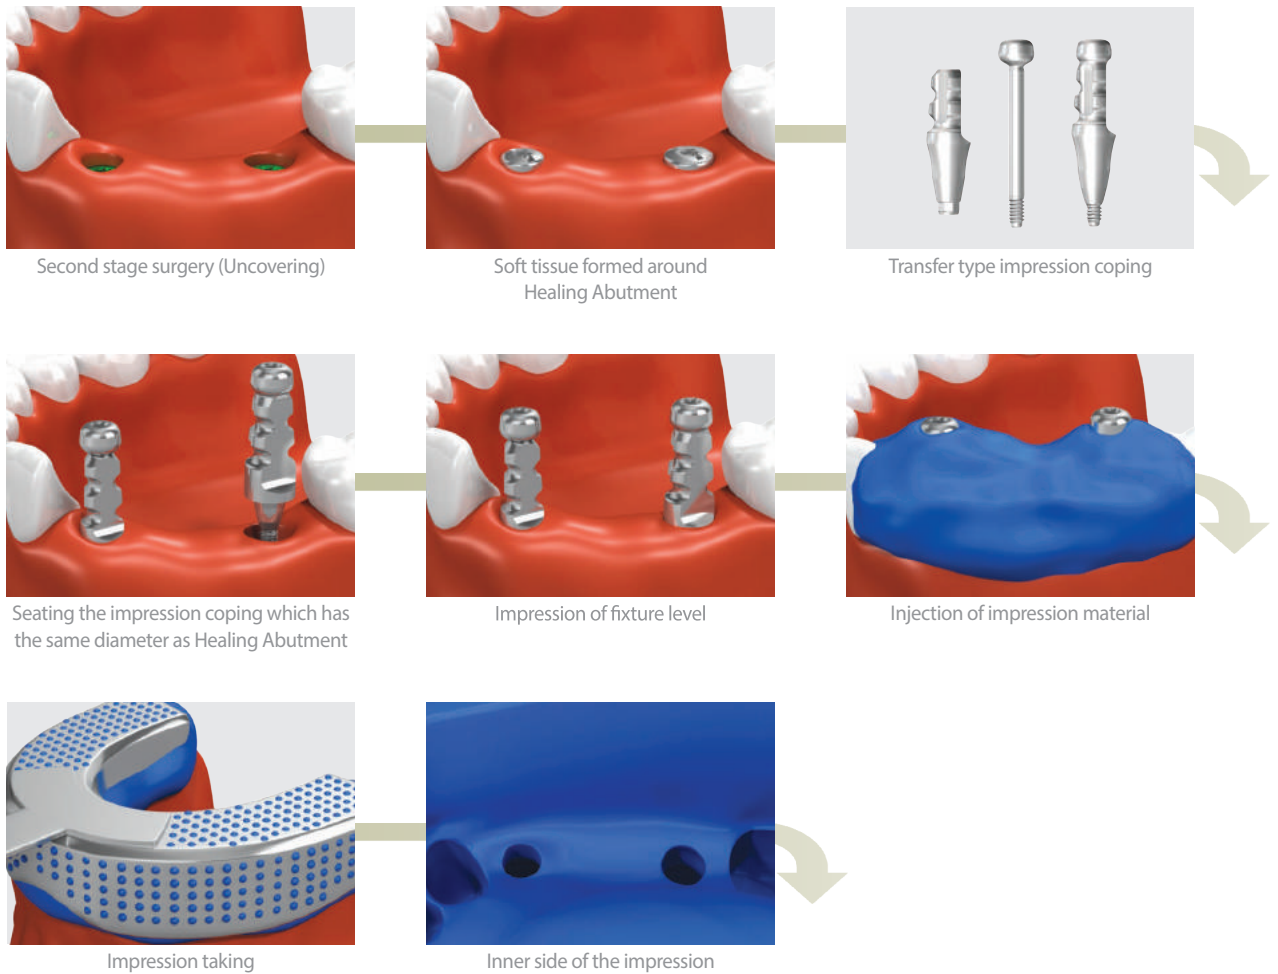 Second stage surgery (Uncovering)
Soft tissue formed around
Healing Abutment
Transfer type impression coping
Seating the impression coping which has
the same diameter as Healing Abutment
Impression of fixture level
Injection of impression material
Impression taking
Inner side of the impression